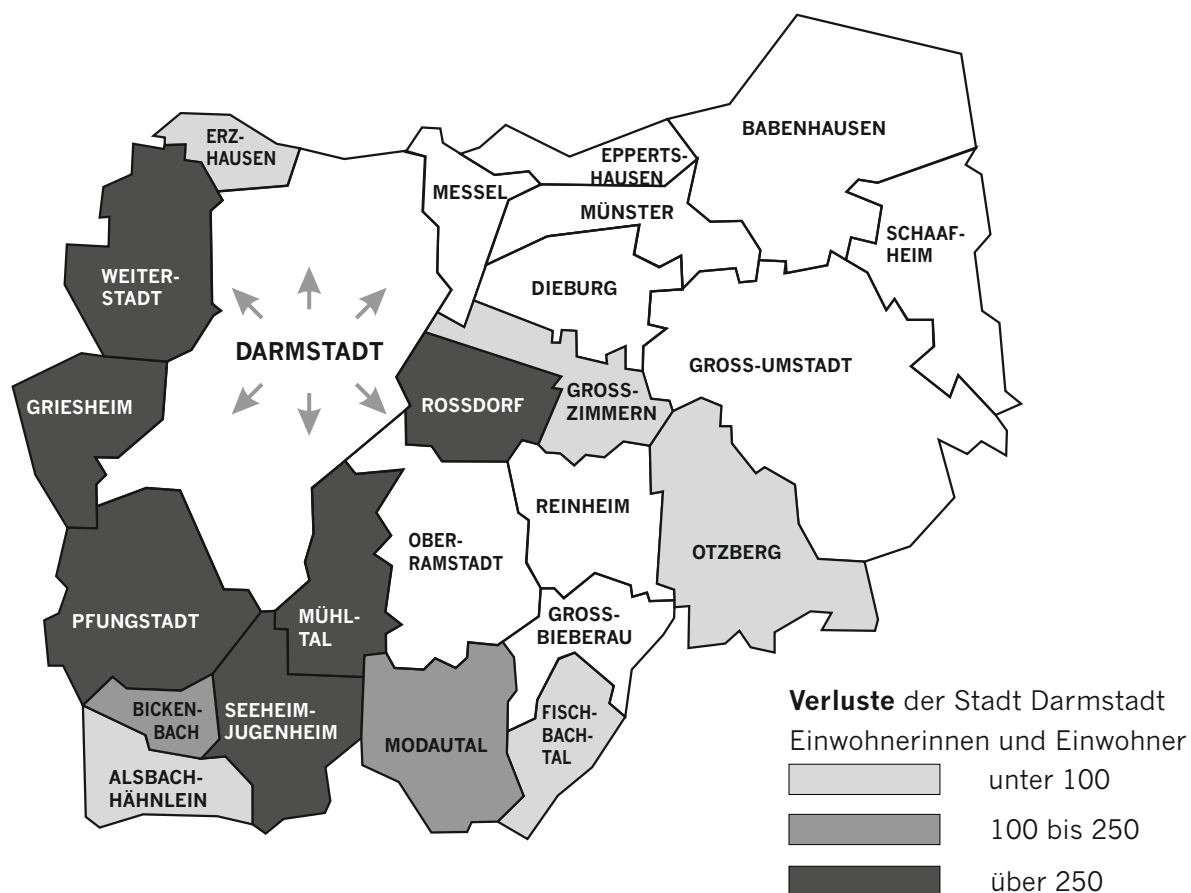 BABENHAUSEN
ERZ-
HAUSEN
EPPERTS-
HAUSEN
MESSEL
MÜNSTER
SCHAAF-
HEIM
WEITER-
STADT
DIEBURG
DARMSTADT
GROSS-UMSTADT
GRIESHEIM
ROSSDORF
GROSS-
ZIMMERN
REINHEIM
OBER-
RAMSTADT
OTZBERG
PFUNGSTADT
MÜHL-
TAL
GROSS-
BIEBERAU
BICKEN-
BACH
SEEHEIM-
JUGENHEIM
MODAUTAL
FISCH-
BACH-
TAL
ALSBACH-
HÄHNLEIN
Verluste der Stadt Darmstadt
Einwohnerinnen und Einwohner
unter 100
100 bis 250
über 250